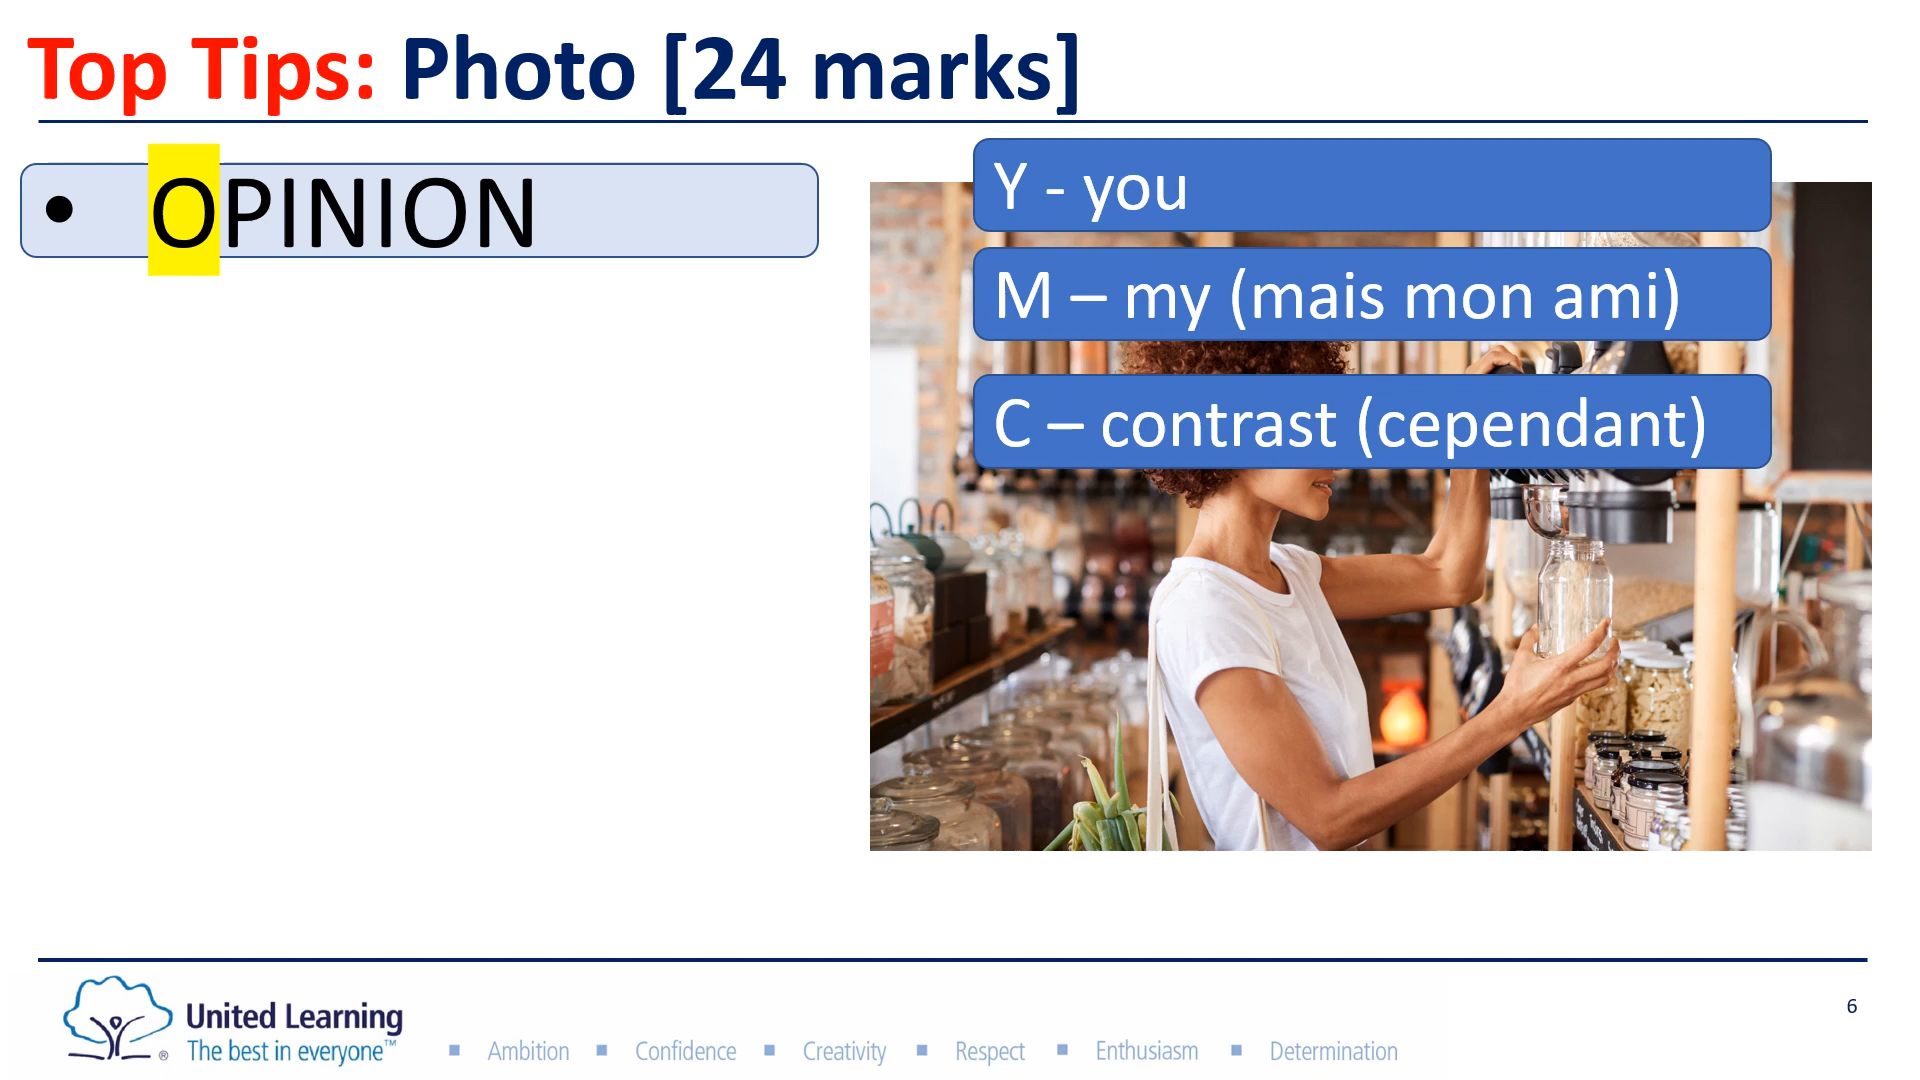 Top Tips: Photo [24 marks]
• OPINION
Y - you
M – my (mais mon ami)
C – contrast (cependant)
6
United Learning
The best in everyone™
®
▪ Ambition ▪ Confidence ▪ Creativity ▪ Respect ▪ Enthusiasm ▪ Determination